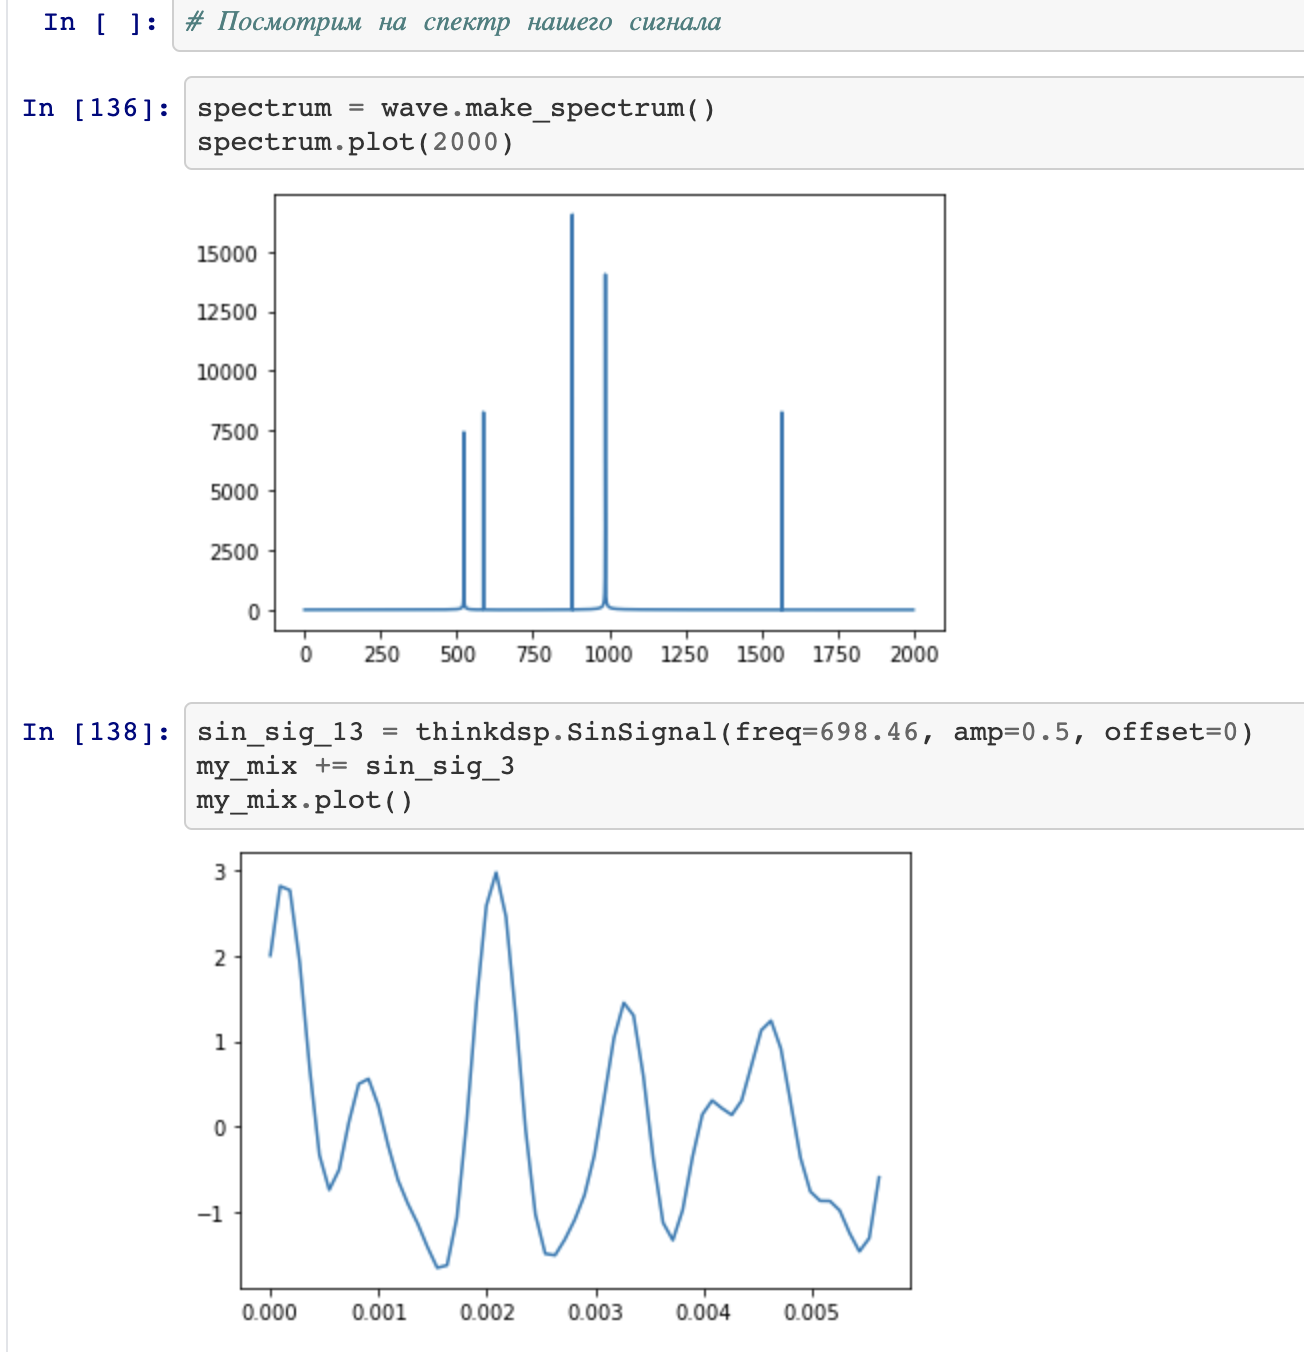 In [ ]: # Посмотрим на спектр нашего сигнала
In [136]: spectrum = wave.make_spectrum()
spectrum.plot(2000)
15000
12500
10000
7500
5000
2500
0
0 250 500 750 1000 1250 1500 1750 2000
In [138]: sin_sig_13 = thinkdsp.SinSignal(freq=698.46, amp=0.5, offset=0)
my_mix += sin_sig_3
my_mix.plot()
3
2
1
0
−1
0.000 0.001 0.002 0.003 0.004 0.005